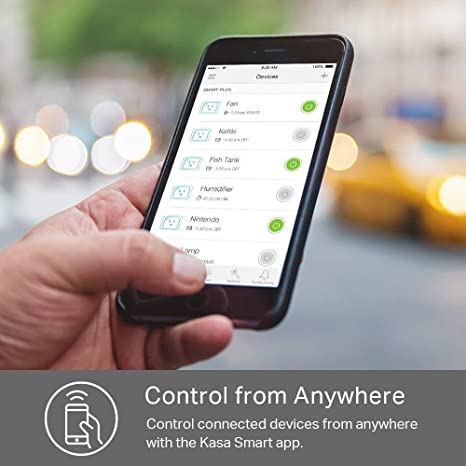 100%
Devices
SMART PLUG
Fan
Kettle
Fish Tank
Humidifier
Nintendo
Lamp
Control from Anywhere
Control connected devices from anywhere
with the Kasa Smart app.